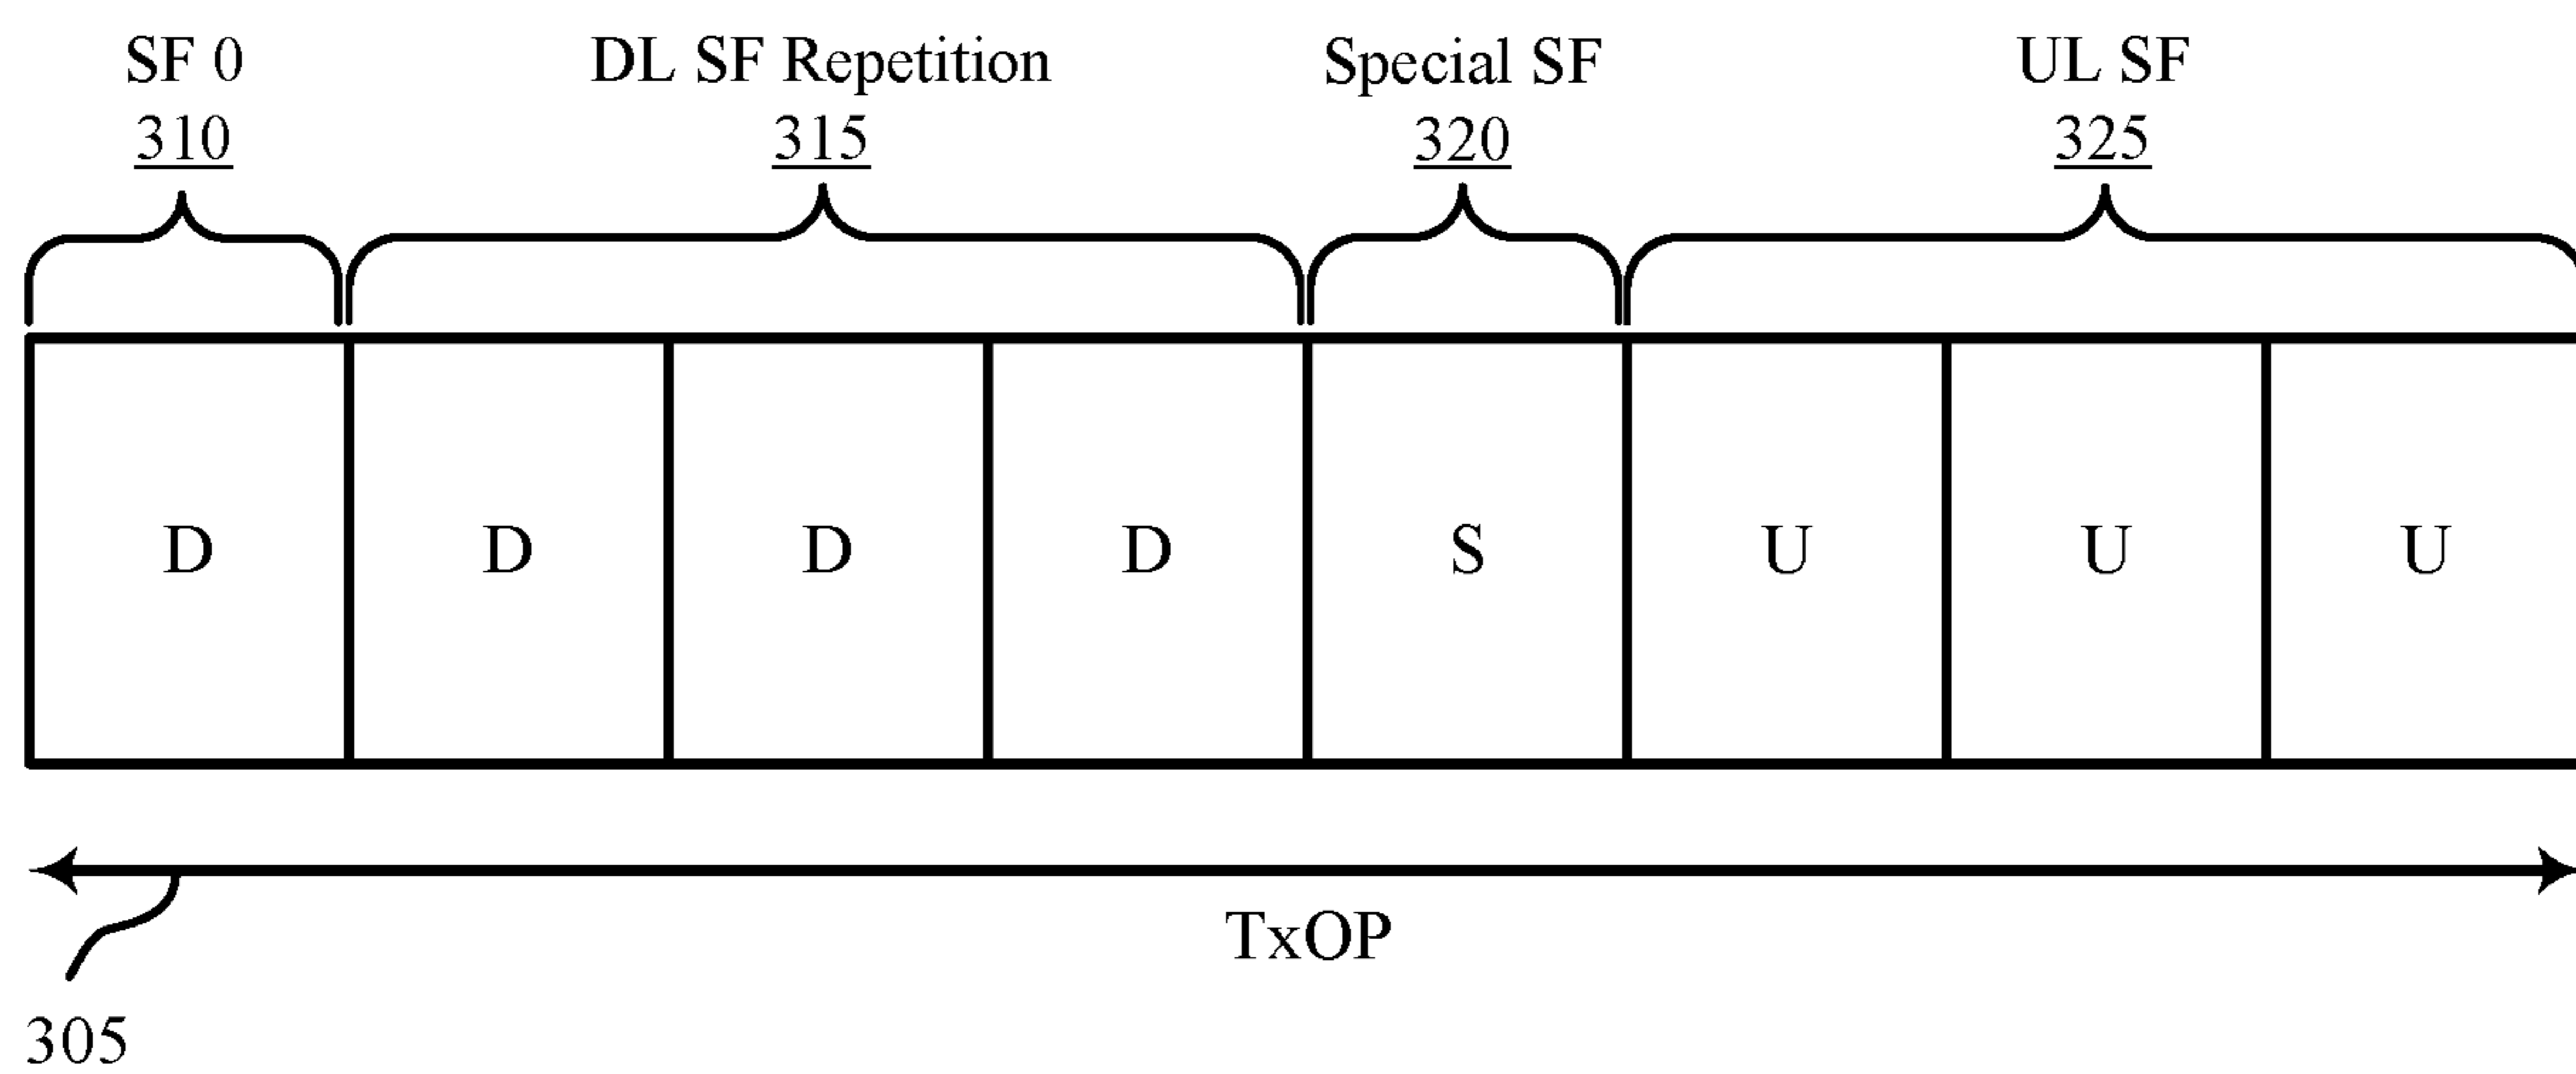 SF 0
310
DL SF Repetition
315
Special SF
320
UL SF
325
D D D D S U U U
TxOP
305